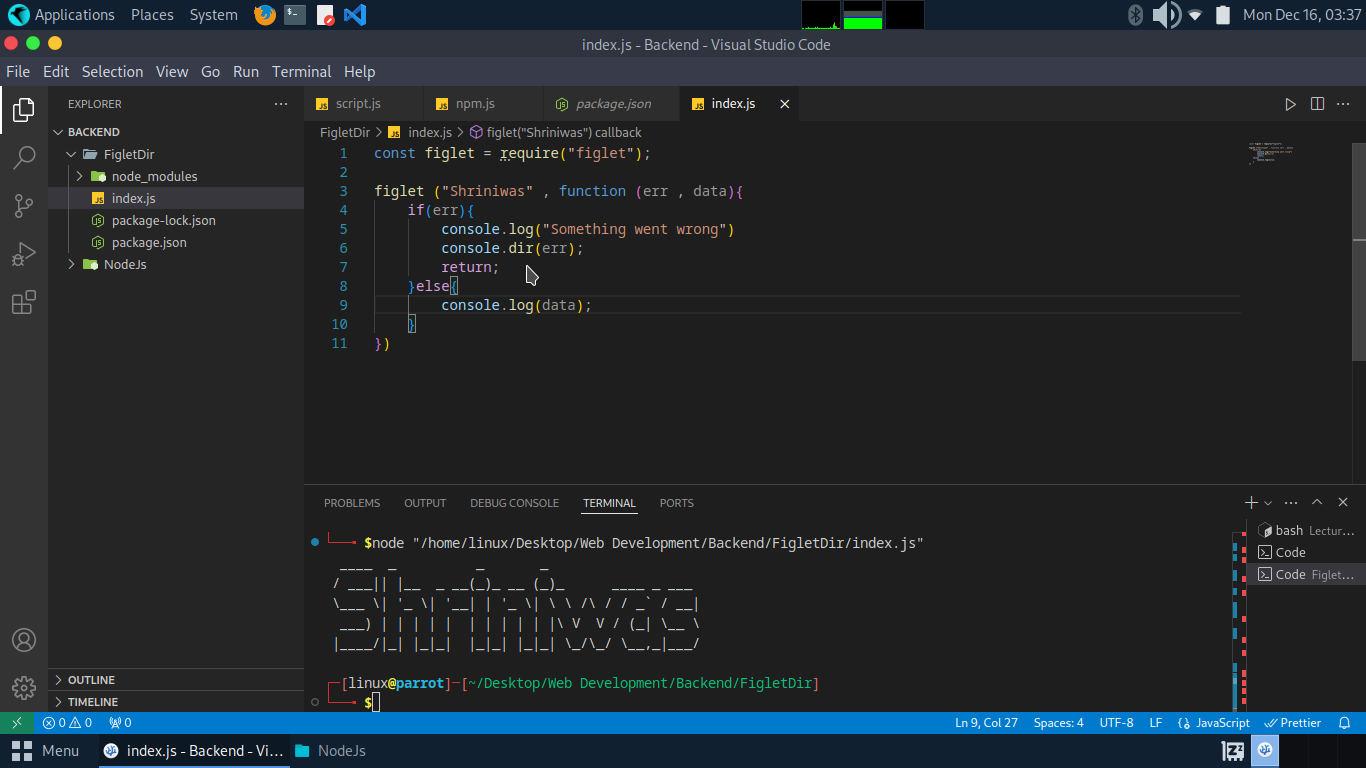 Applications Places System Mon Dec 16, 03:37
index.js - Backend - Visual Studio Code
File Edit Selection View Go Run Terminal Help
EXPLORER
BACKEND
FigletDir
node_modules
index.js
package-lock.json
package.json
NodeJs
OUTLINE
TIMELINE
script.js npm.js package.json index.js
FigletDir > index.js > figlet("Shriniwas") callback
1 const figlet = require("figlet");
2
3 figlet ("Shriniwas" , function (err , data){
4     if(err){
5         console.log("Something went wrong")
6         console.dir(err);
7         return;
8     }else{
9         console.log(data);
10     }
11 })
PROBLEMS OUTPUT DEBUG CONSOLE TERMINAL PORTS
$node "/home/linux/Desktop/Web Development/Backend/FigletDir/index.js"
Shriniwas
[linux@parrot]-[~/Desktop/Web Development/Backend/FigletDir]
$
bash Lectur...
Code
Code Figlet...
0 0 0 Ln 9, Col 27 Spaces: 4 UTF-8 LF JavaScript Prettier
Menu index.js - Backend - Vi... NodeJs